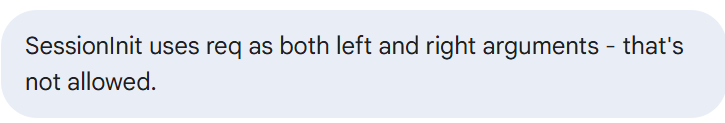 SessionInit uses req as both left and right arguments - that's
not allowed.